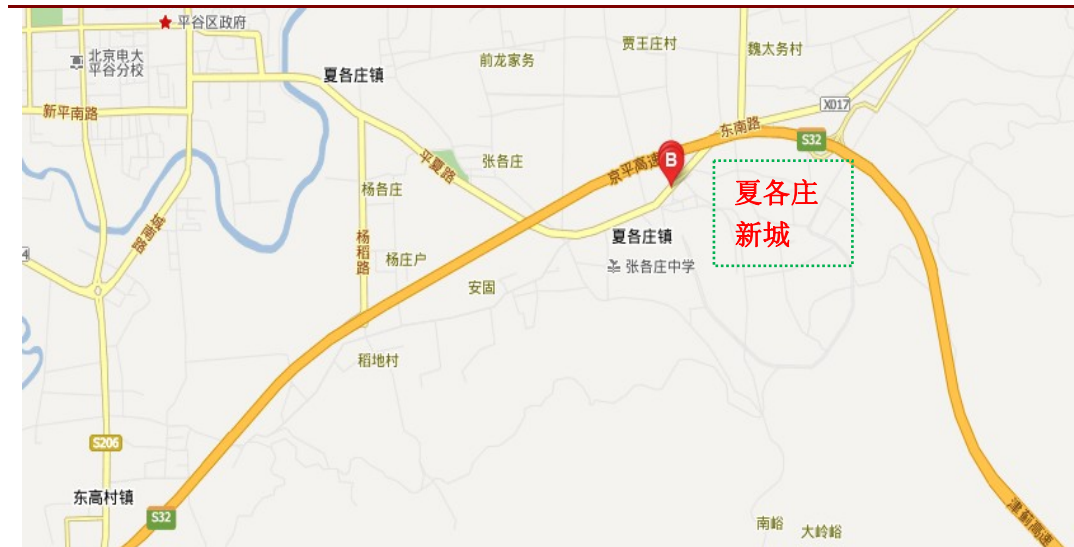 平谷区政府
贾王庄村
魏太务村
北京电大
平谷分校
前龙家务
夏各庄镇
X017
新平南路
东南路
S32
平夏路
张各庄
京平高速
B
杨各庄
夏各庄
新城
城南路
杨稻路
夏各庄镇
4
杨庄户
张各庄中学
安固
稻地村
S206
东高村镇
S32
南峪
大岭峪
津蓟高速